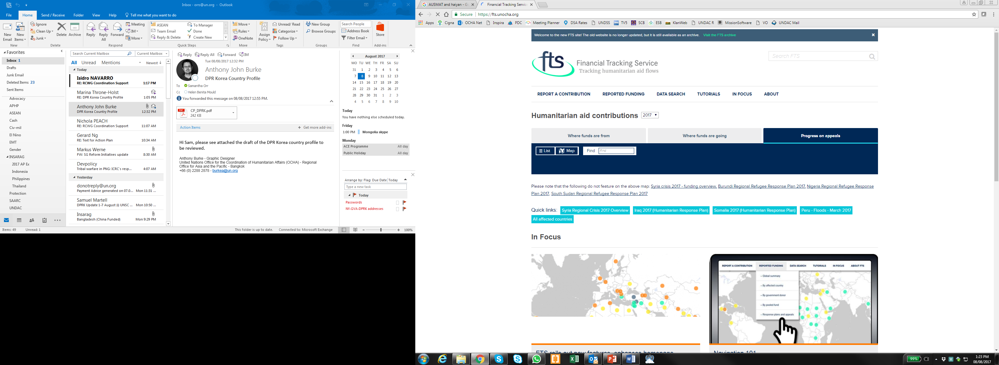 Inbox - orrs@un.org - Outlook
File Home Send / Receive Folder View Help Tell me what you want to do
New Email
New Items
Ignore
Clean Up
Junk
Delete
Archive
Reply
Reply All
Forward
Meeting
IM
More
ASEAN
Team Email
Reply & Delete
To Manager
Done
Create New
Move
Rules
OneNote
Assign Policy
Unread/ Read
Categorize
Follow Up
New Group
Browse Groups
Search People
Address Book
Filter Email
Store
New Delete Respond Quick Steps Move Tags Groups Find Add-ins
Favorites
Inbox 1
Drafts
Junk Email
Deleted Items 23
Sent Items
Advocacy
APHP
ASEAN
Cash
Civ-mil
El Nino
EMT
Gender
INSARAG
2017 AP Ex
Indonesia
Philippines
Thailand
Protection
SAARC
UNDAC
Search Current Mailbox Current Mailbox
All Unread Mentions Newest
Today
Isidro NAVARRO
RE: RCWG Coordination Support 1:17 PM
Marina Throne-Holst
RE: DPR Korea Country Profile 1:05 PM
Anthony John Burke
DPR Korea Country Profile 12:32 PM
Nichola PEACH
RE: RCWG Coordination Support 11:07 AM
Gerard Ng
RE: Text for Action Plan 10:34 AM
Markus Werne
FW: SG Reform Initiatives update 8:30 AM
Devpolicy
Tribal warfare in PNG: ICRC's resp... 4:07 AM
Yesterday
donotreply@un.org
Payment Advice generated on 07.0... Mon 11:31 ...
Samuel Martell
DPRK Update 1-7 August (i) UNSC ... Mon 10:50 ...
Insarag
Bangladesh (China Funded) Mon 9:29 PM
Reply Reply All Forward IM
Tue 08/08/2017 12:32 PM
Anthony John Burke
DPR Korea Country Profile
To Samantha Orr
Cc Helen Benita Mould
You forwarded this message on 08/08/2017 12:55 PM.
PDF
CP_DPRK.pdf
242 KB
Action Items + Get more add-ins
Hi Sam, please see attached the draft of the DPR Korea country profile to
be reviewed.
Anthony Burke - Graphic Designer
United Nations Office for the Coordination of Humanitarian Affairs (OCHA) - Regional
Office for Asia and the Pacific - Bangkok
+66 (0) 2288 2878 - burkea@un.org
August 2017
MO TU WE TH FR SA SU
31 1 2 3 4 5 6
7 8 9 10 11 12 13
14 15 16 17 18 19 20
21 22 23 24 25 26 27
28 29 30 31 1 2 3
4 5 6 7 8 9 10
Today
You have nothing else scheduled today.
Friday
1:00 PM Mongolia skype
Monday
ACE Programme All day
Public Holiday All day
Arrange by: Flag: Due Date Today
Type a new task
Today
Passwords
NY-GVA-DPRK addresses
Items: 49 Unread: 1 This folder is up to date. Connected to: Microsoft Exchange 100%
AUSMAT and haiyan - G Financial Tracking Service
Secure https://fts.unocha.org
Apps Cigna OCHA Net Inspira PDC Meeting Planner DSA Rates UNDSS TV5 SCB ESB KlanWeb UNDAC R MissionSoftware VO UNDAC Mail
Welcome to the new FTS site! The old website is no longer updated, but it is still available as an archive. Visit the FTS archive
fts Financial Tracking Service
Tracking humanitarian aid flows
Search FTS
REPORT A CONTRIBUTION REPORTED FUNDING DATA SEARCH TUTORIALS IN FOCUS ABOUT
Humanitarian aid contributions 2017
Where funds are from Where funds are going Progress on appeals
List Map Find Find
Please note that the following do not feature on the above map: Syria crisis 2017 - funding overview, Burundi Regional Refugee Response Plan 2017, Nigeria Regional Refugee Response
Plan 2017, South Sudan Regional Refugee Response Plan 2017
Quick links: Syria Regional Crisis 2017 Overview Iraq 2017 (Humanitarian Response Plan) Somalia 2017 (Humanitarian Response Plan) Peru - Floods - March 2017
All affected countries
In Focus
REPORT A CONTRIBUTION REPORTED FUNDING DATA SEARCH TUTORIALS IN FOCUS ABOUT FTS
– Global summary
– By affected country
– By government donor
– By pooled fund
– Response plans and appeals
FTS rolls out new features, enhances homepage
Navigation 101
99%
1:23 PM
08/08/2017